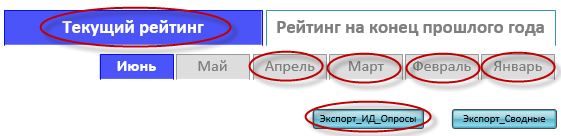 Текущий рейтинг Рейтинг на конец прошлого года
Июнь Май Апрель Март Февраль Январь
Экспорт_ИД_Опросы Экспорт_Сводные